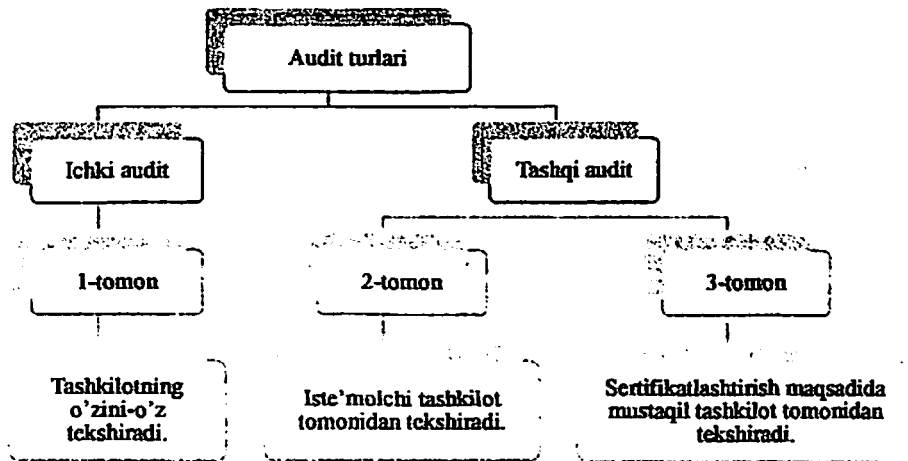 Audit turlari
Ichki audit
Tashqi audit
1-tomon
2-tomon
3-tomon
Tashkilotning
o'zini-o'z
tekshiradi.
Iste'molchi tashkilot
tomonidan tekshiradi.
Sertifikatlashtirish maqsadida
mustaqil tashkilot tomonidan
tekshiradi.